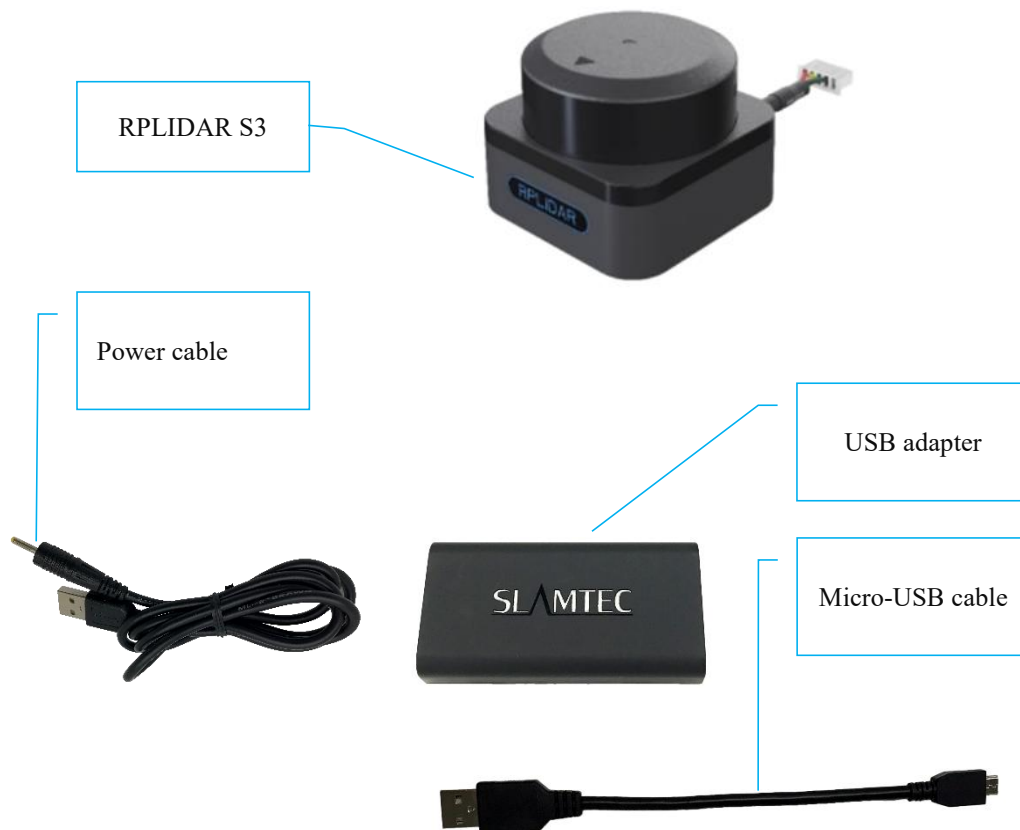 RPLIDAR S3
RPLIDAR
Power cable
USB adapter
SLAMTEC
Micro-USB cable